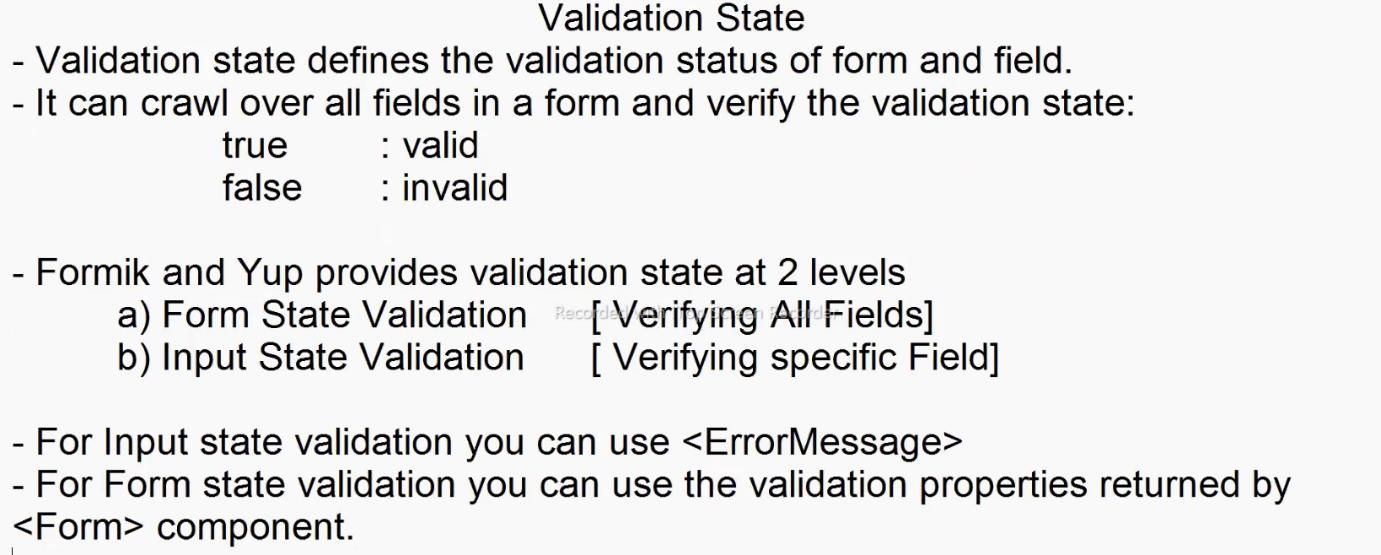 Validation State
- Validation state defines the validation status of form and field.
- It can crawl over all fields in a form and verify the validation state:
true : valid
false : invalid
- Formik and Yup provides validation state at 2 levels
a) Form State Validation [ Verifying All Fields]
b) Input State Validation [ Verifying specific Field]
- For Input state validation you can use <ErrorMessage>
- For Form state validation you can use the validation properties returned by
<Form> component.